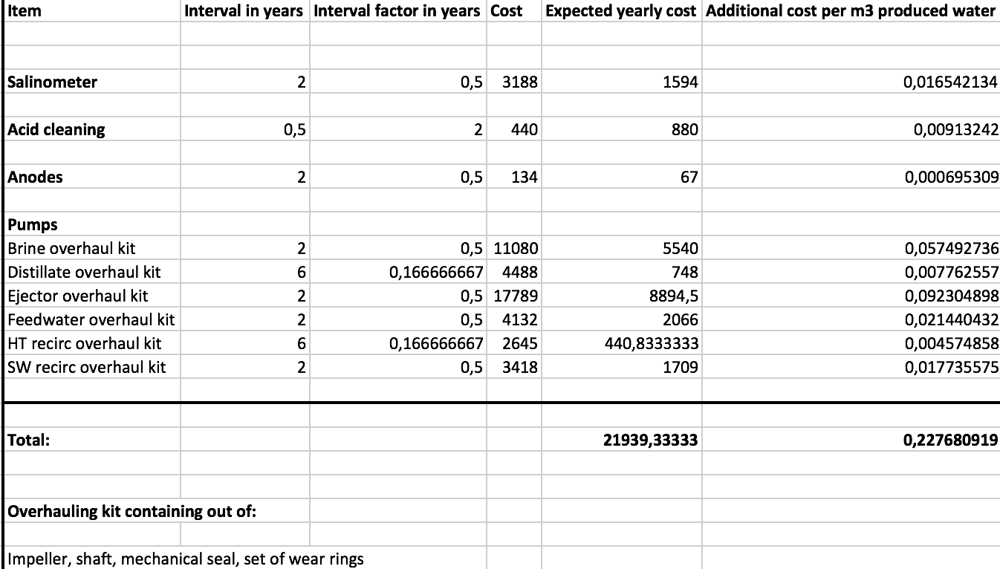 Item Interval in years Interval factor in years Cost Expected yearly cost Additional cost per m3 produced water
Salinometer 2 0,5 3188 1594 0,016542134
Acid cleaning 0,5 2 440 880 0,00913242
Anodes 2 0,5 134 67 0,000695309
Pumps
Brine overhaul kit 2 0,5 11080 5540 0,057492736
Distillate overhaul kit 6 0,166666667 4488 748 0,007762557
Ejector overhaul kit 2 0,5 17789 8894,5 0,092304898
Feedwater overhaul kit 2 0,5 4132 2066 0,021440432
HT recirc overhaul kit 6 0,166666667 2645 440,8333333 0,004574858
SW recirc overhaul kit 2 0,5 3418 1709 0,017735575
Total: 21939,33333 0,227680919
Overhauling kit containing out of:
Impeller, shaft, mechanical seal, set of wear rings